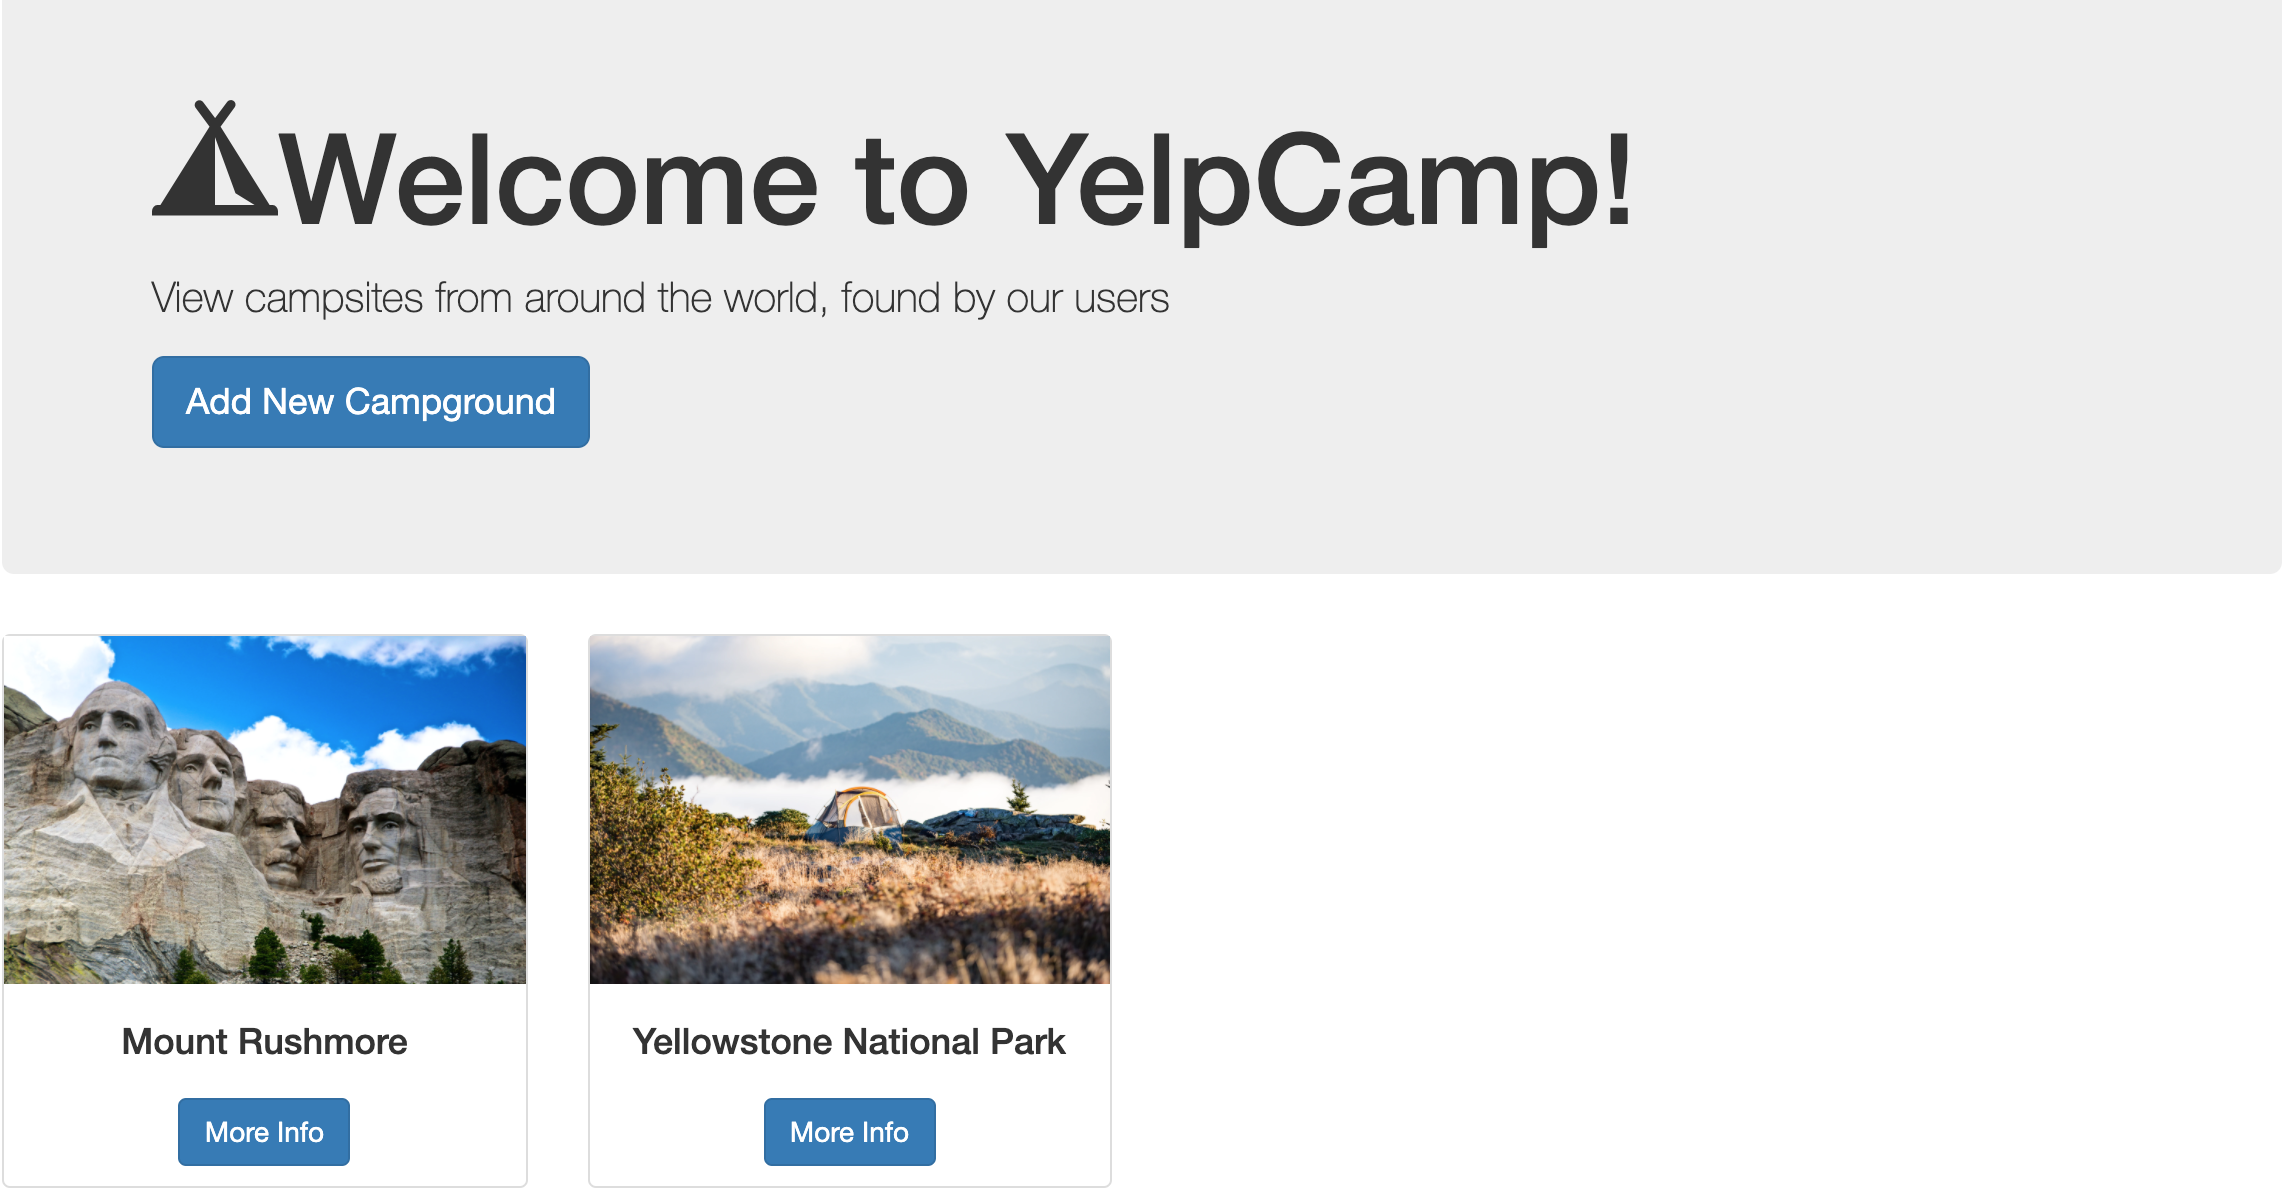 Welcome to YelpCamp!
View campsites from around the world, found by our users
Add New Campground
Mount Rushmore
Yellowstone National Park
More Info
More Info